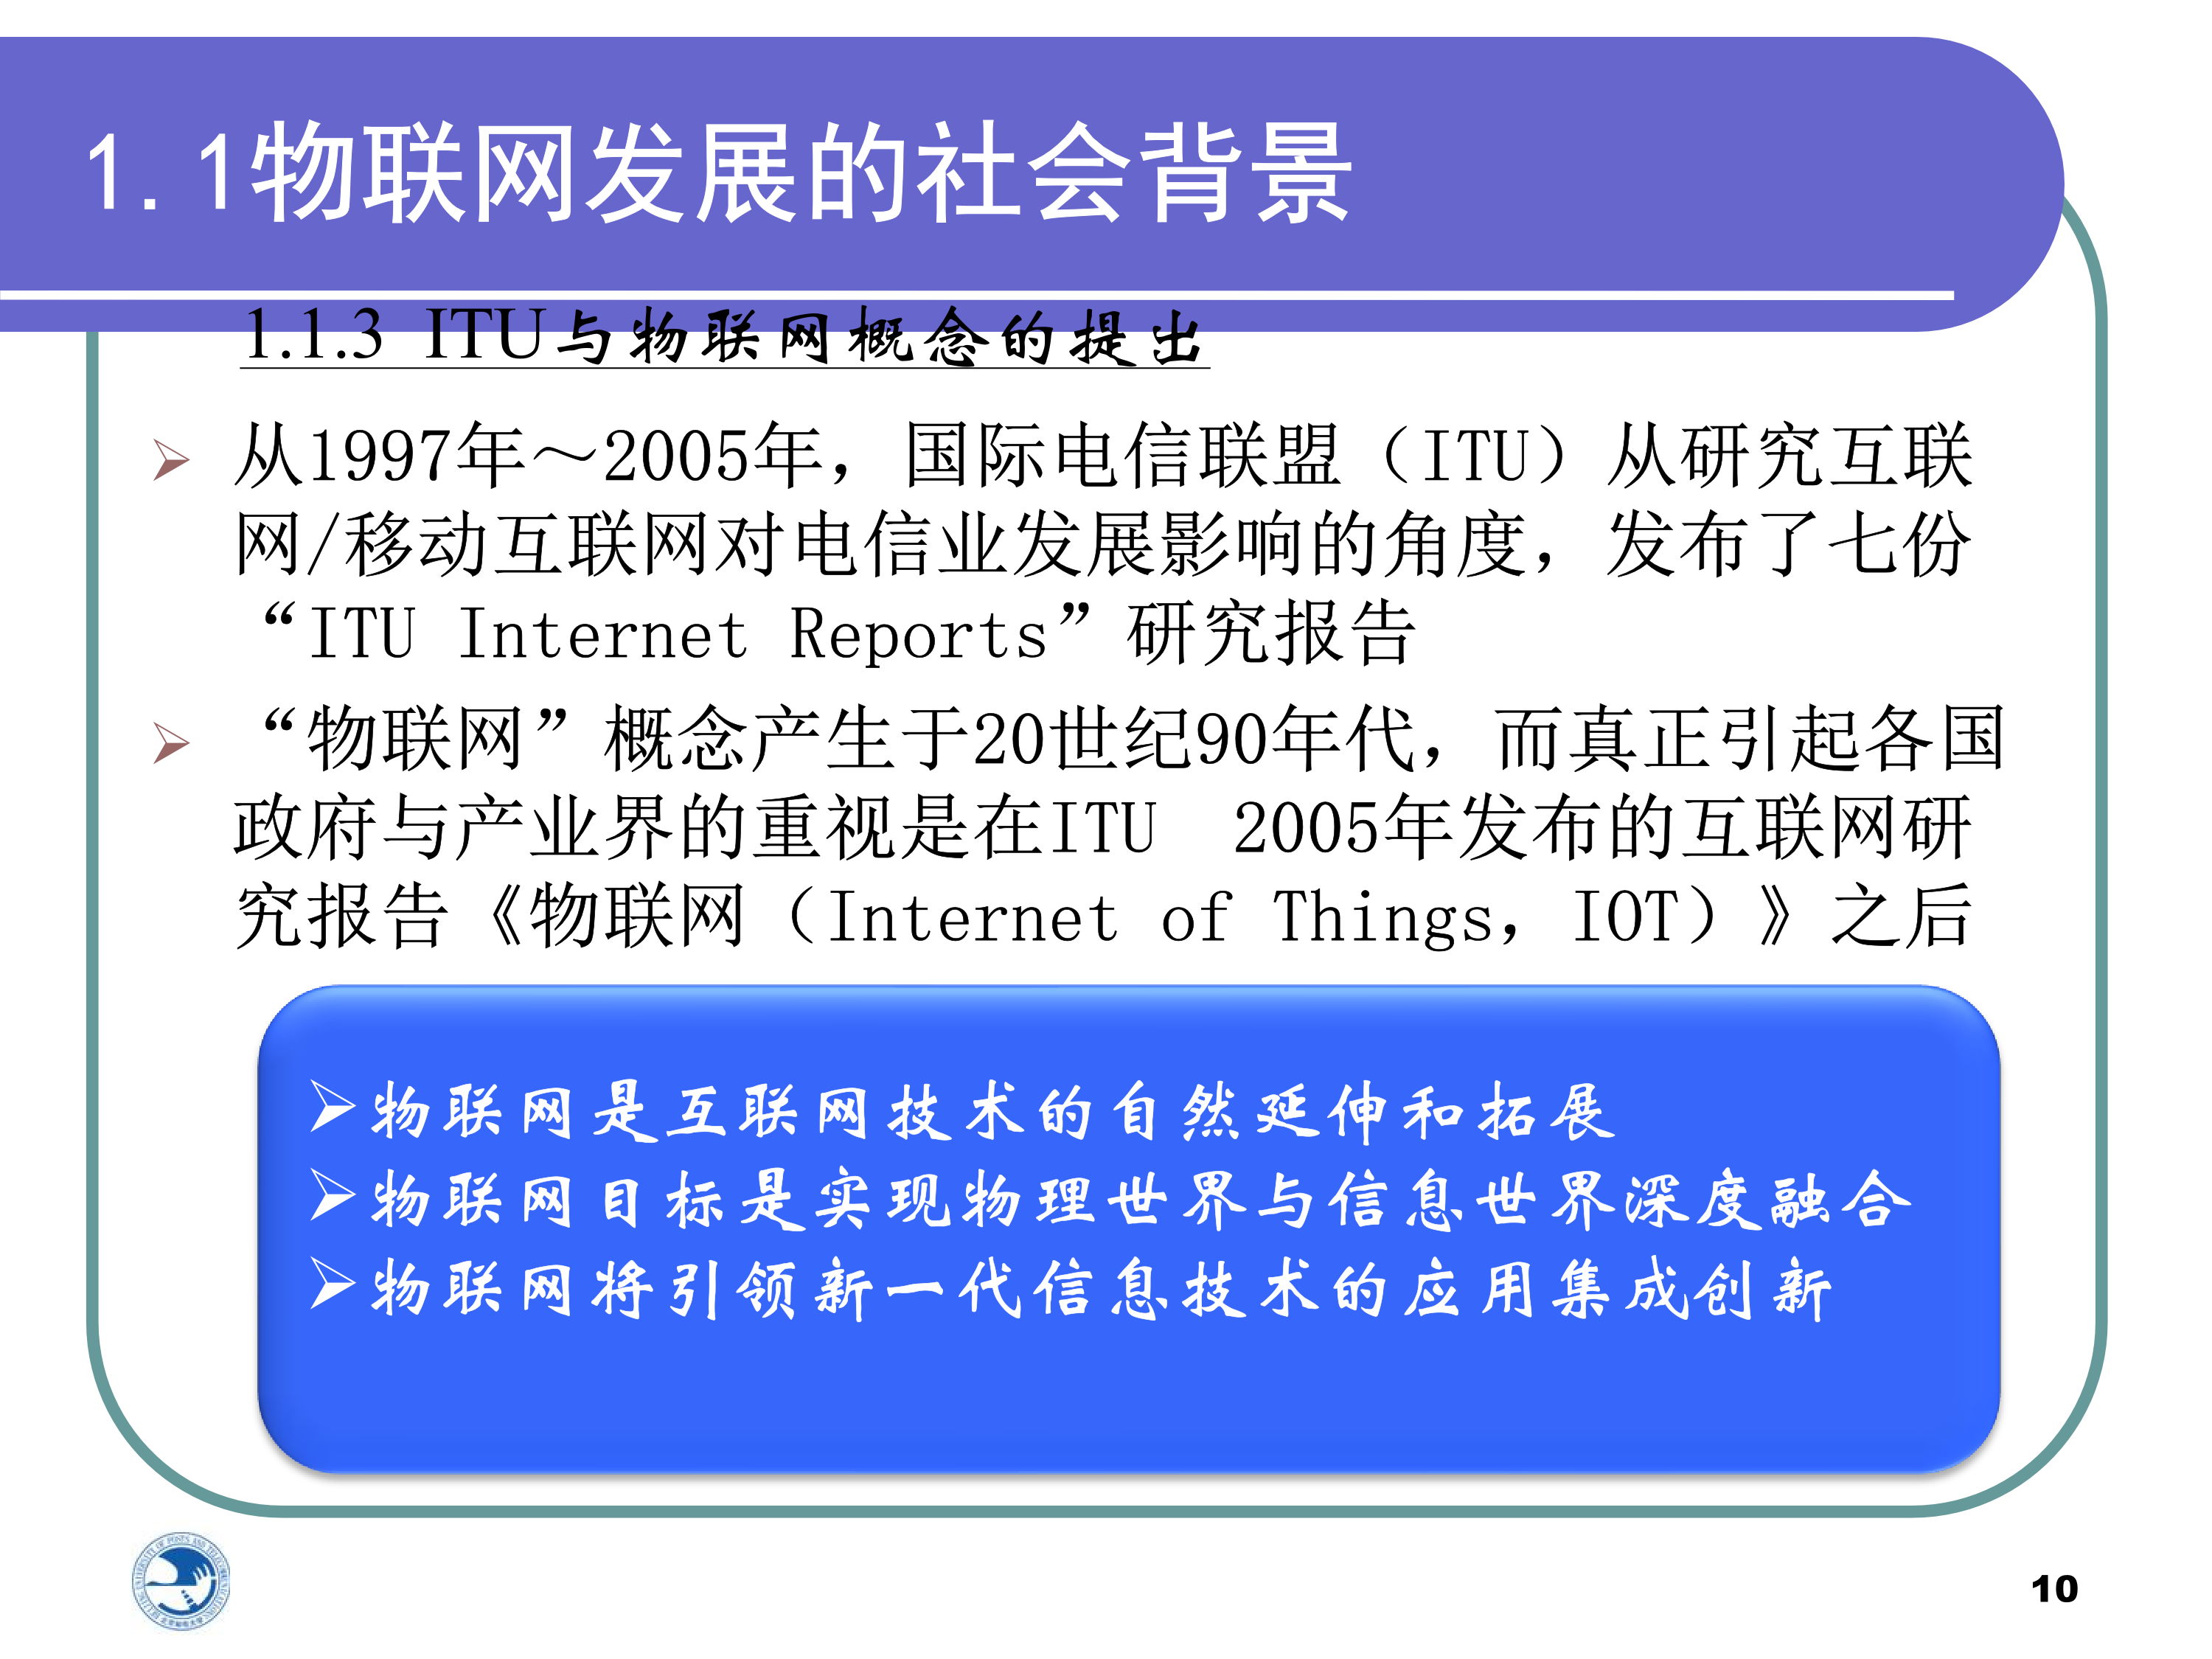 1.1物联网发展的社会背景
1.1.3 ITU与物联网概念的提出
从1997年～2005年，国际电信联盟（ITU）从研究互联
网/移动互联网对电信业发展影响的角度，发布了七份
“ITU Internet Reports”研究报告
“物联网”概念产生于20世纪90年代，而真正引起各国
政府与产业界的重视是在ITU 2005年发布的互联网研
究报告《物联网（Internet of Things，IOT）》之后
物联网是互联网技术的自然延伸和拓展
物联网目标是实现物理世界与信息世界深度融合
物联网将引领新一代信息技术的应用集成创新
10